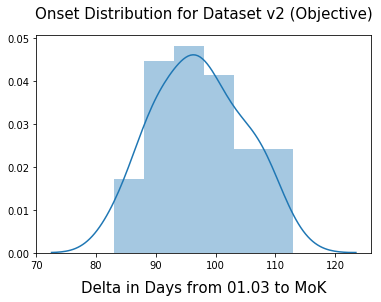 Onset Distribution for Dataset v2 (Objective)
0.05
0.04
0.03
0.02
0.01
0.00
70 80 90 100 110 120
Delta in Days from 01.03 to MoK